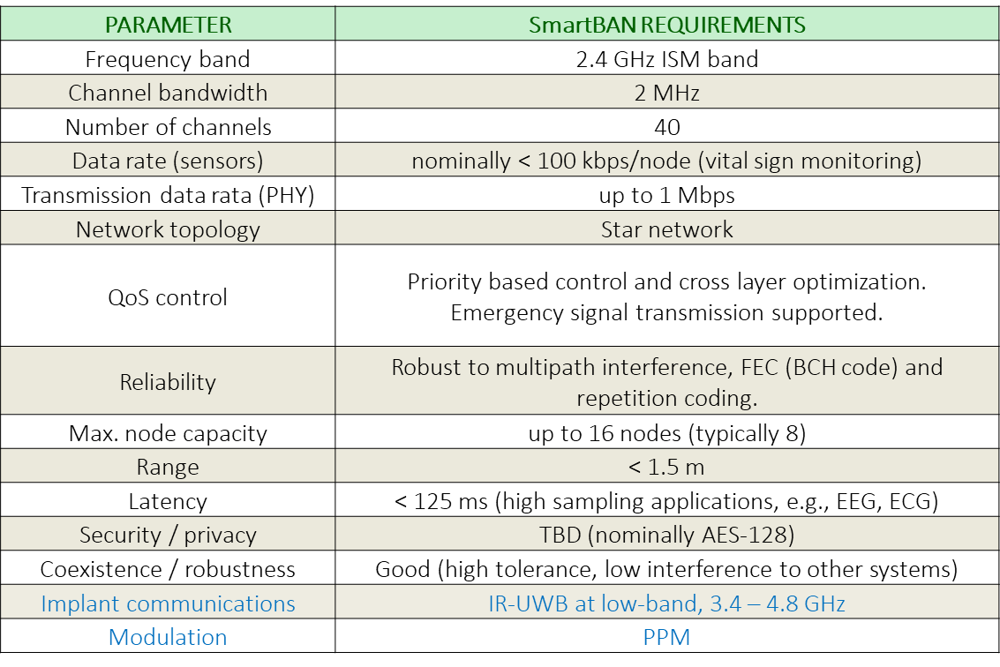 PARAMETER SmartBAN REQUIREMENTS
Frequency band 2.4 GHz ISM band
Channel bandwidth 2 MHz
Number of channels 40
Data rate (sensors) nominally < 100 kbps/node (vital sign monitoring)
Transmission data rata (PHY) up to 1 Mbps
Network topology Star network
QoS control Priority based control and cross layer optimization.
Emergency signal transmission supported.
Reliability Robust to multipath interference, FEC (BCH code) and
repetition coding.
Max. node capacity up to 16 nodes (typically 8)
Range < 1.5 m
Latency < 125 ms (high sampling applications, e.g., EEG, ECG)
Security / privacy TBD (nominally AES-128)
Coexistence / robustness Good (high tolerance, low interference to other systems)
Implant communications IR-UWB at low-band, 3.4 – 4.8 GHz
Modulation PPM